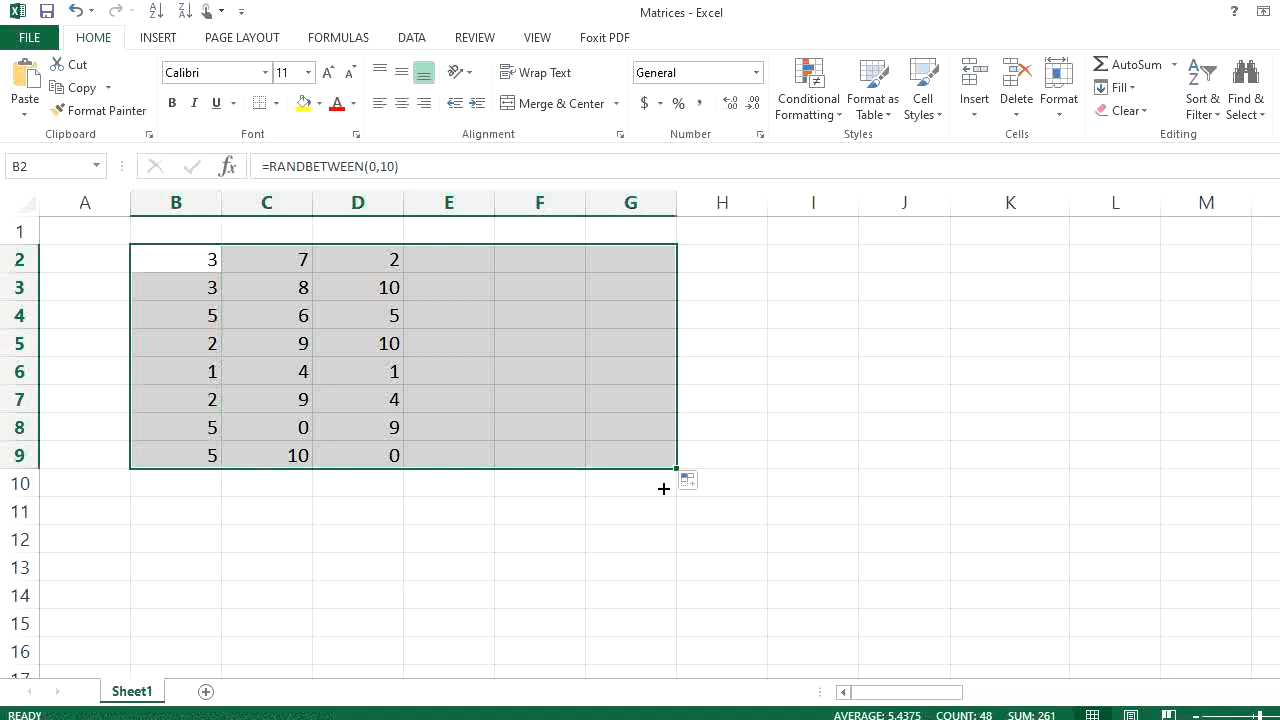 Matrices - Excel
?
FILE HOME INSERT PAGE LAYOUT FORMULAS DATA REVIEW VIEW Foxit PDF
Paste
Cut
Copy
Format Painter
Clipboard
Calibri 11
B I U
Font
Wrap Text
Merge & Center
Alignment
General
$ % ,
Number
Conditional Formatting
Format as Table
Cell Styles
Styles
Insert
Delete
Format
Cells
AutoSum
Fill
Clear
Sort & Filter
Find & Select
Editing
B2 fx =RANDBETWEEN(0,10)
A B C D E F G H I J K L M
1
2 3 7 2
3 3 8 10
4 5 6 5
5 2 9 10
6 1 4 1
7 2 9 4
8 5 0 9
9 5 10 0
10
11
12
13
14
15
16
17
Sheet1
READY AVERAGE: 5.4375 COUNT: 48 SUM: 261